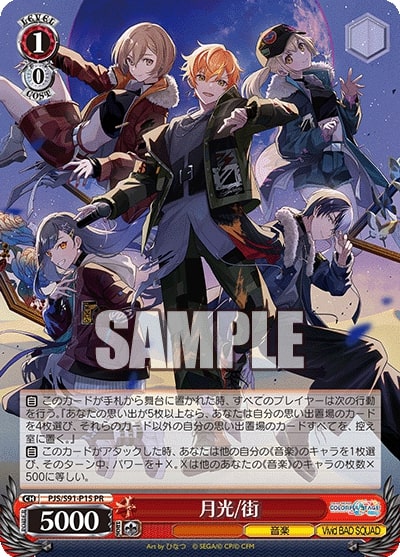 LEVEL
1
0
COST
SAMPLE
自 このカードが手札から舞台に置かれた時、すべてのプレイヤーは次の行動
を行う。「あなたの思い出が5枚以上なら、あなたは自分の思い出置場のカード
を4枚選び、それらのカード以外の自分の思い出置場のカードすべてを、控え
室に置く。」
自 このカードがアタックした時、あなたは他の自分の《音楽》のキャラを1枚選
び、そのターン中、パワーを＋X。Xは他のあなたの《音楽》のキャラの枚数×
500に等しい。
PJS/S91-P15 PR
POWER
5000
月光/街
COLORFUL STAGE!
音楽
Vivid BAD SQUAD
Art by ひなつ ©SEGA/© CP/© CFM